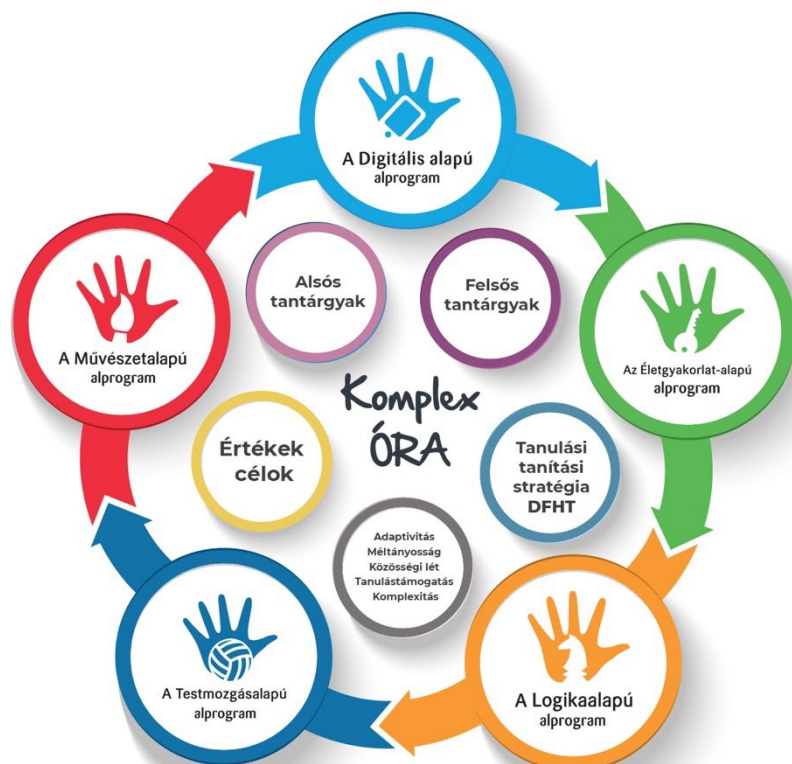 A Digitális alapú
alprogram
Alsós
tantárgyak
Felsős
tantárgyak
A Művészetalapú
alprogram
Az Életgyakorlat-alapú
alprogram
Komplex
ÓRA
Értékek
célok
Tanulási
tanítási
stratégia
DFHT
Adaptivitás
Méltányosság
Közösségi lét
Tanulástámogatás
Komplexitás
A Testmozgásalapú
alprogram
A Logikaalapú
alprogram